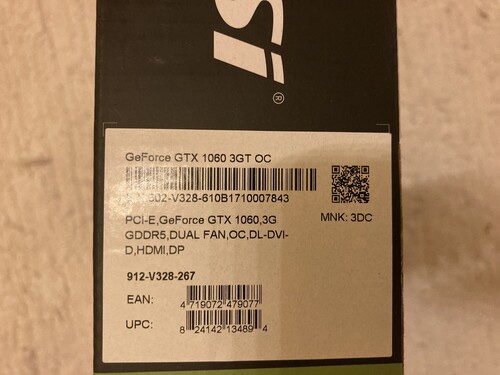 msi®
GeForce GTX 1060 3GT OC
602-V328-610B1710007843
PCI-E,GeForce GTX 1060,3G
GDDR5,DUAL FAN,OC,DL-DVI-
D,HDMI,DP
MNK: 3DC
912-V328-267
EAN: 4 719072 479077
UPC: 8 24142 13489 4